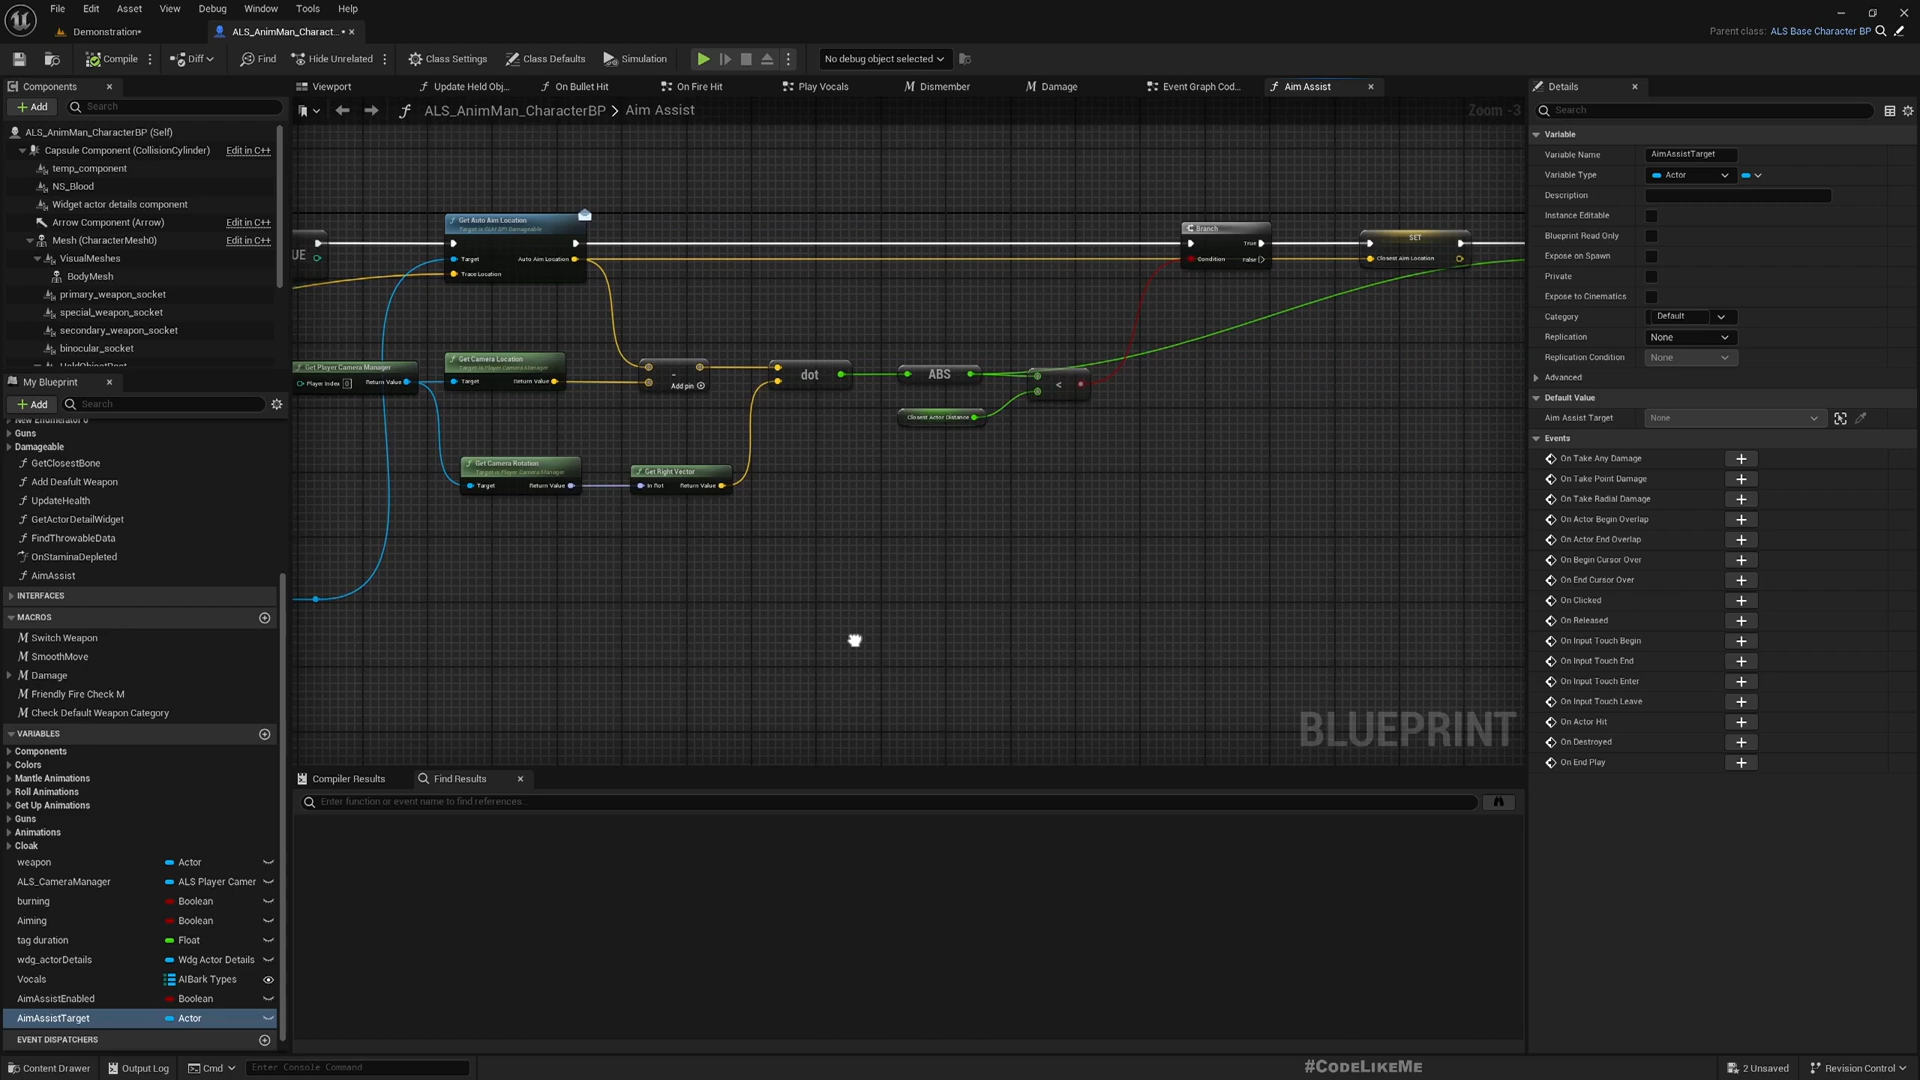 File Edit Asset View Debug Window Tools Help
Demonstration*
ALS_AnimMan_Charact... •
Parent class: ALS Base Character BP
Compile
Diff
Find
Hide Unrelated
Class Settings
Class Defaults
Simulation
No debug object selected
Components
Add
Search
ALS_AnimMan_CharacterBP (Self)
Capsule Component (CollisionCylinder) Edit in C++
temp_component
NS_Blood
Widget actor details component
Arrow Component (Arrow) Edit in C++
Mesh (CharacterMesh0) Edit in C++
VisualMeshes
BodyMesh
primary_weapon_socket
special_weapon_socket
secondary_weapon_socket
binocular_socket
My Blueprint
Add
Search
Guns
Damageable
GetClosestBone
Add Deafult Weapon
UpdateHealth
GetActorDetailWidget
FindThrowableData
OnStaminaDepleted
AimAssist
INTERFACES
MACROS
Switch Weapon
SmoothMove
Damage
Friendly Fire Check M
Check Default Weapon Category
VARIABLES
Components
Colors
Mantle Animations
Roll Animations
Get Up Animations
Guns
Animations
Cloak
weapon Actor
ALS_CameraManager ALS Player Camer
burning Boolean
Aiming Boolean
tag duration Float
wdg_actorDetails Wdg Actor Details
Vocals AIBark Types
AimAssistEnabled Boolean
AimAssistTarget Actor
EVENT DISPATCHERS
Viewport
Update Held Obj...
On Bullet Hit
On Fire Hit
Play Vocals
Dismember
Damage
Event Graph Cod...
Aim Assist
ALS_AnimMan_CharacterBP > Aim Assist
Zoom -3
UE
Get Auto Aim Location
Target
Auto Aim Location
Trace Location
Branch
True
Condition
False
SET
Closest Aim Location
Get Player Camera Manager
Player Index 0
Return Value
Get Camera Location
Target is Player Camera Manager
Target
Return Value
-
Add pin
dot
ABS
<
Closest Actor Distance
Get Camera Rotation
Target is Player Camera Manager
Target
Return Value
Get Right Vector
In Rot
Return Value
BLUEPRINT
Compiler Results
Find Results
Enter function or event name to find references...
Details
Search
Variable
Variable Name AimAssistTarget
Variable Type Actor
Description
Instance Editable
Blueprint Read Only
Expose on Spawn
Private
Expose to Cinematics
Category Default
Replication None
Replication Condition None
Advanced
Default Value
Aim Assist Target None
Events
On Take Any Damage
On Take Point Damage
On Take Radial Damage
On Actor Begin Overlap
On Actor End Overlap
On Begin Cursor Over
On End Cursor Over
On Clicked
On Released
On Input Touch Begin
On Input Touch End
On Input Touch Enter
On Input Touch Leave
On Actor Hit
On Destroyed
On End Play
Content Drawer
Output Log
Cmd
Enter Console Command
#CODELIKEME
2 Unsaved
Revision Control